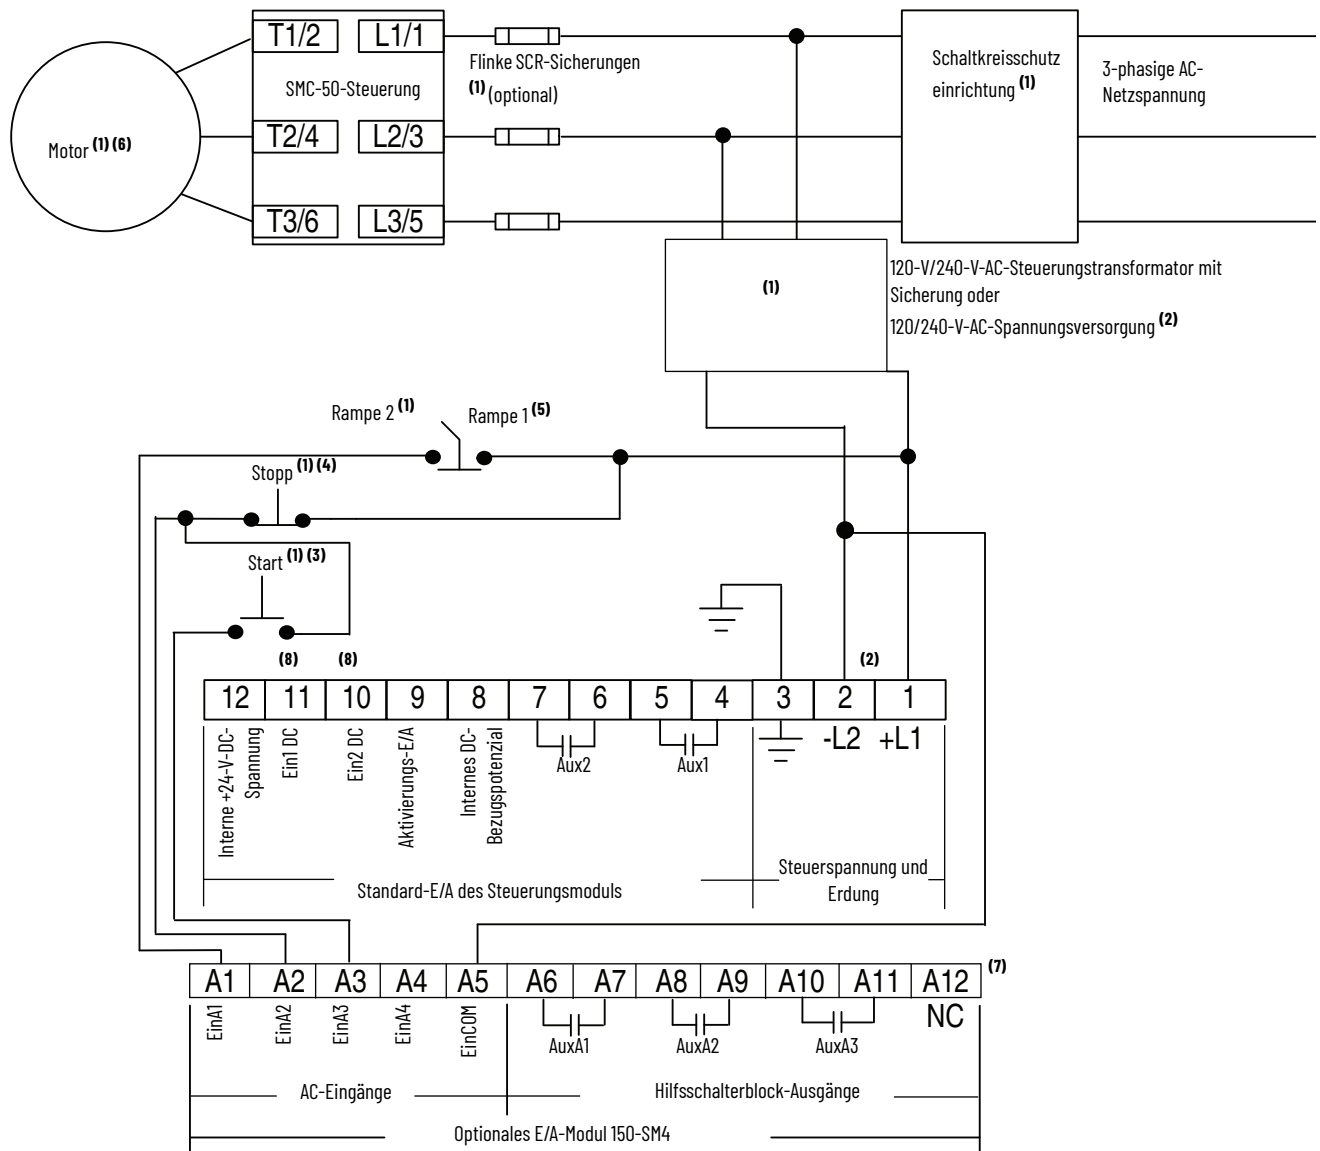 T1/2 L1/1
Flinke SCR-Sicherungen
(1) (optional)
SMC-50-Steuerung
Schaltkreisschutz
einrichtung (1)
3-phasige AC-
Netzspannung
Motor (1) (6)
T2/4 L2/3
T3/6 L3/5
(1)
120-V/240-V-AC-Steuerungstransformator mit
Sicherung oder
120/240-V-AC-Spannungsversorgung (2)
Rampe 2 (1) Rampe 1 (5)
Stopp (1) (4)
Start (1) (3)
(8) (8) (2)
12 11 10 9 8 7 6 5 4 3 2 1
-L2 +L1
Interne +24-V-DC-
Spannung
Ein1 DC
Ein2 DC
Aktivierungs-E/A
Internes DC-
Bezugspotenzial
Aux2 Aux1
Standard-E/A des Steuerungsmoduls
Steuerspannung und
Erdung
A1 A2 A3 A4 A5 A6 A7 A8 A9 A10 A11 A12 (7)
NC
EinA1
EinA2
EinA3
EinA4
EinCOM
AuxA1 AuxA2 AuxA3
AC-Eingänge Hilfsschalterblock-Ausgänge
Optionales E/A-Modul 150-SM4